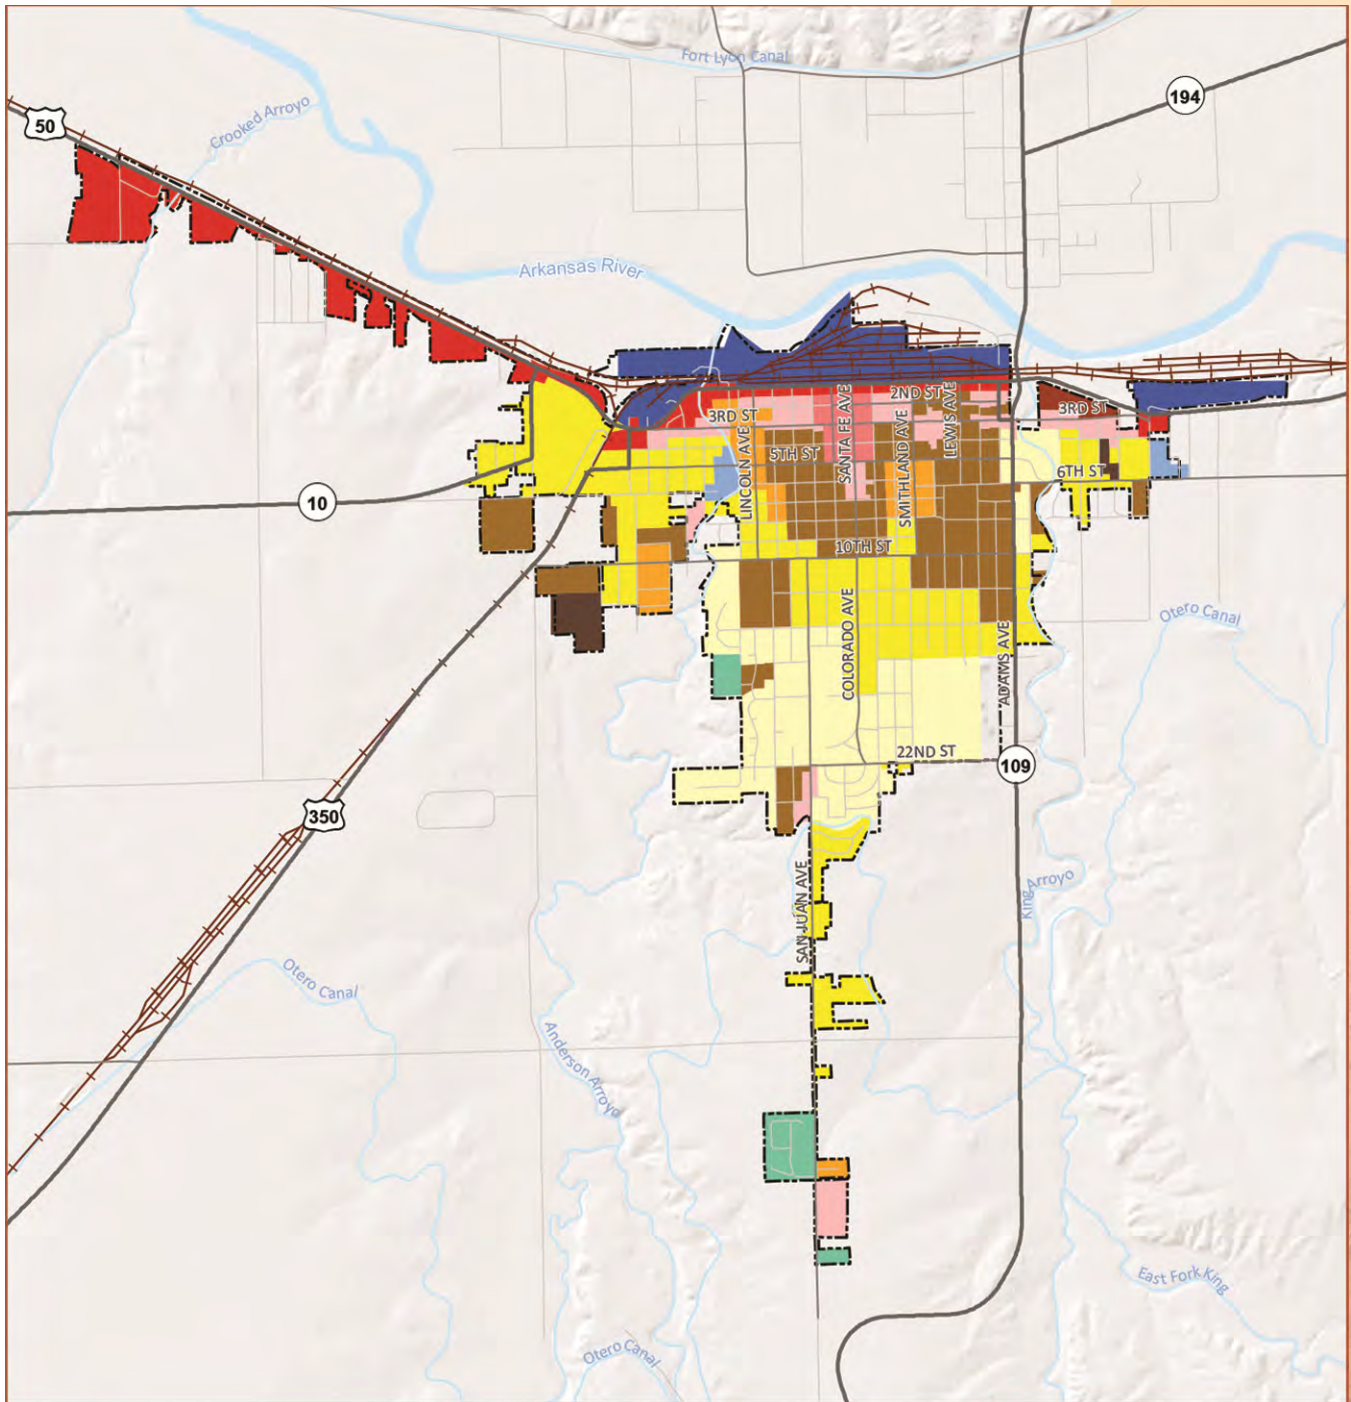 Fort Lyon Canal
194
50
Crooked Arroyo
Arkansas River
2ND ST
3RD ST
3RD ST
LINCOLN AVE
SANTA FE AVE
SMITHLAND AVE
LEWIS AVE
5TH ST
6TH ST
10
10TH ST
COLORADO AVE
ADAMS AVE
Otero Canal
22ND ST
109
350
SAN JUAN AVE
King Arroyo
Otero Canal
Anderson Arroyo
East Fork King
Otero Canal